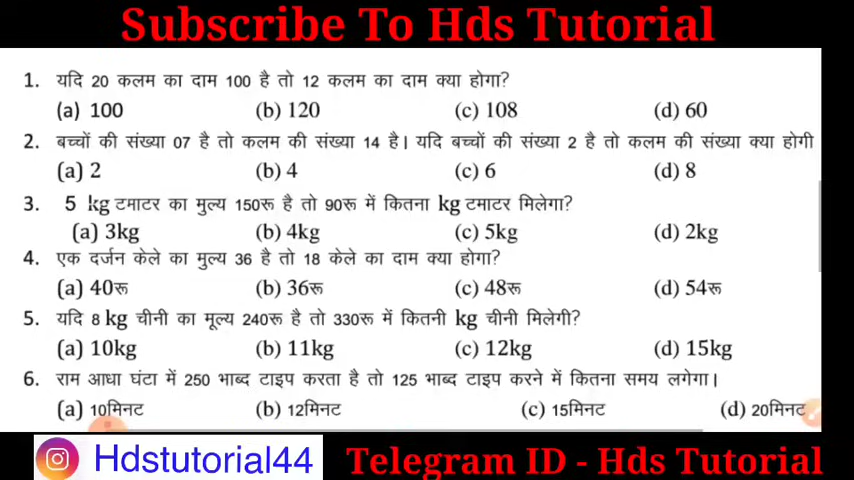 Subscribe To Hds Tutorial
1. यदि 20 कलम का दाम 100 है तो 12 कलम का दाम क्या होगा?
(a) 100 (b) 120 (c) 108 (d) 60
2. बच्चों की संख्या 07 है तो कलम की संख्या 14 है। यदि बच्चों की संख्या 2 है तो कलम की संख्या क्या होगी
(a) 2 (b) 4 (c) 6 (d) 8
3. 5 kg टमाटर का मुल्य 150रू है तो 90रू में कितना kg टमाटर मिलेगा?
(a) 3kg (b) 4kg (c) 5kg (d) 2kg
4. एक दर्जन केले का मुल्य 36 है तो 18 केले का दाम क्या होगा?
(a) 40रू (b) 36रू (c) 48रू (d) 54रू
5. यदि 8 kg चीनी का मूल्य 240रू है तो 330रू में कितनी kg चीनी मिलेगी?
(a) 10kg (b) 11kg (c) 12kg (d) 15kg
6. राम आधा घंटा में 250 भाब्द टाइप करता है तो 125 भाब्द टाइप करने में कितना समय लगेगा।
(a) 10मिनट (b) 12मिनट (c) 15मिनट (d) 20मिनट
Hdstutorial44 Telegram ID - Hds Tutorial